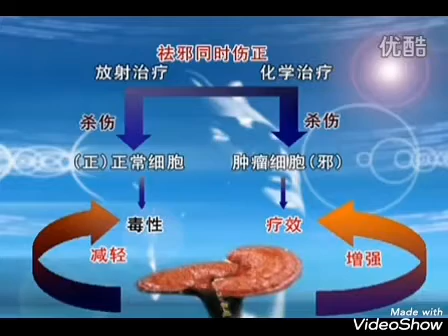 优酷
祛邪同时伤正
放射治疗 化学治疗
杀伤 杀伤
(正)正常细胞 肿瘤细胞(邪)
毒性 疗效
减轻 增强
Made with
VideoShow